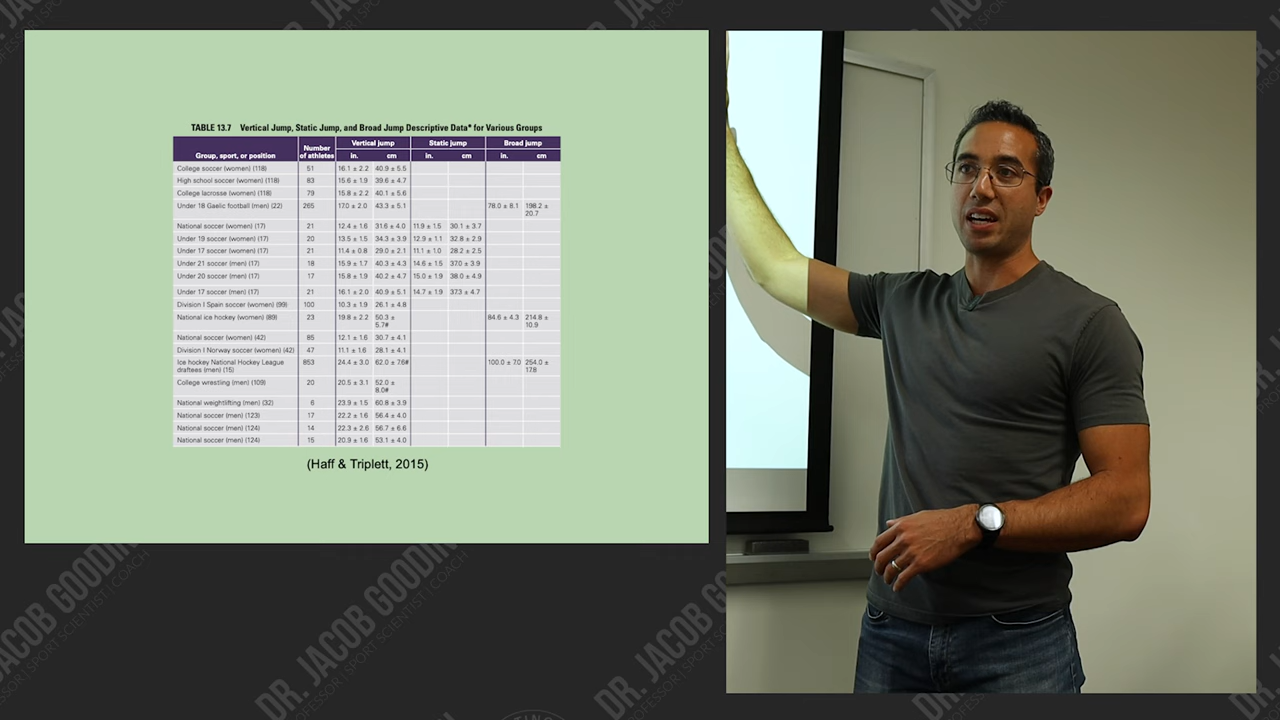 TABLE 13.7 Vertical Jump, Static Jump, and Broad Jump Descriptive Data* for Various Groups
Group, sport, or position Number of athletes Vertical jump Static jump Broad jump
in. cm in. cm in. cm
College soccer (women) (118) 51 16.1 ± 2.2 40.9 ± 5.5
High school soccer (women) (118) 83 15.6 ± 1.9 39.6 ± 4.7
College lacrosse (women) (118) 79 15.8 ± 2.2 40.1 ± 5.6
Under 18 Gaelic football (men) (22) 265 17.0 ± 2.0 43.3 ± 5.1 78.0 ± 8.1 198.2 ± 20.7
National soccer (women) (17) 21 12.4 ± 1.6 31.6 ± 4.0 11.9 ± 1.5 30.1 ± 3.7
Under 19 soccer (women) (17) 20 13.5 ± 1.5 34.3 ± 3.9 12.9 ± 1.1 32.8 ± 2.9
Under 17 soccer (women) (17) 21 11.4 ± 0.8 29.0 ± 2.1 11.1 ± 1.0 28.2 ± 2.5
Under 21 soccer (men) (17) 18 15.9 ± 1.7 40.3 ± 4.3 14.6 ± 1.5 37.0 ± 3.9
Under 20 soccer (men) (17) 17 15.8 ± 1.9 40.2 ± 4.7 15.0 ± 1.9 38.0 ± 4.9
Under 17 soccer (men) (17) 21 16.1 ± 2.0 40.9 ± 5.1 14.7 ± 1.9 37.3 ± 4.7
Division I Spain soccer (women) (99) 100 10.3 ± 1.9 26.1 ± 4.8
National ice hockey (women) (89) 23 19.8 ± 2.2 50.3 ± 5.7# 84.6 ± 4.3 214.8 ± 10.9
National soccer (women) (42) 85 12.1 ± 1.6 30.7 ± 4.1
Division I Norway soccer (women) (42) 47 11.1 ± 1.6 28.1 ± 4.1
Ice hockey National Hockey League draftees (men) (15) 853 24.4 ± 3.0 62.0 ± 7.6# 100.0 ± 7.0 254.0 ± 17.8
College wresting (men) (109) 20 20.5 ± 3.1 52.0 ± 8.0#
National weightlifting (men) (32) 6 23.9 ± 1.5 60.8 ± 3.9
National soccer (men) (123) 17 22.2 ± 1.6 56.4 ± 4.0
National soccer (men) (124) 14 22.3 ± 2.6 56.7 ± 6.6
National soccer (men) (124) 15 20.9 ± 1.6 53.1 ± 4.0
(Haff & Triplett, 2015)
DR. JACOB GOODIN
PROFESSOR | SPORT SCIENTIST | COACH